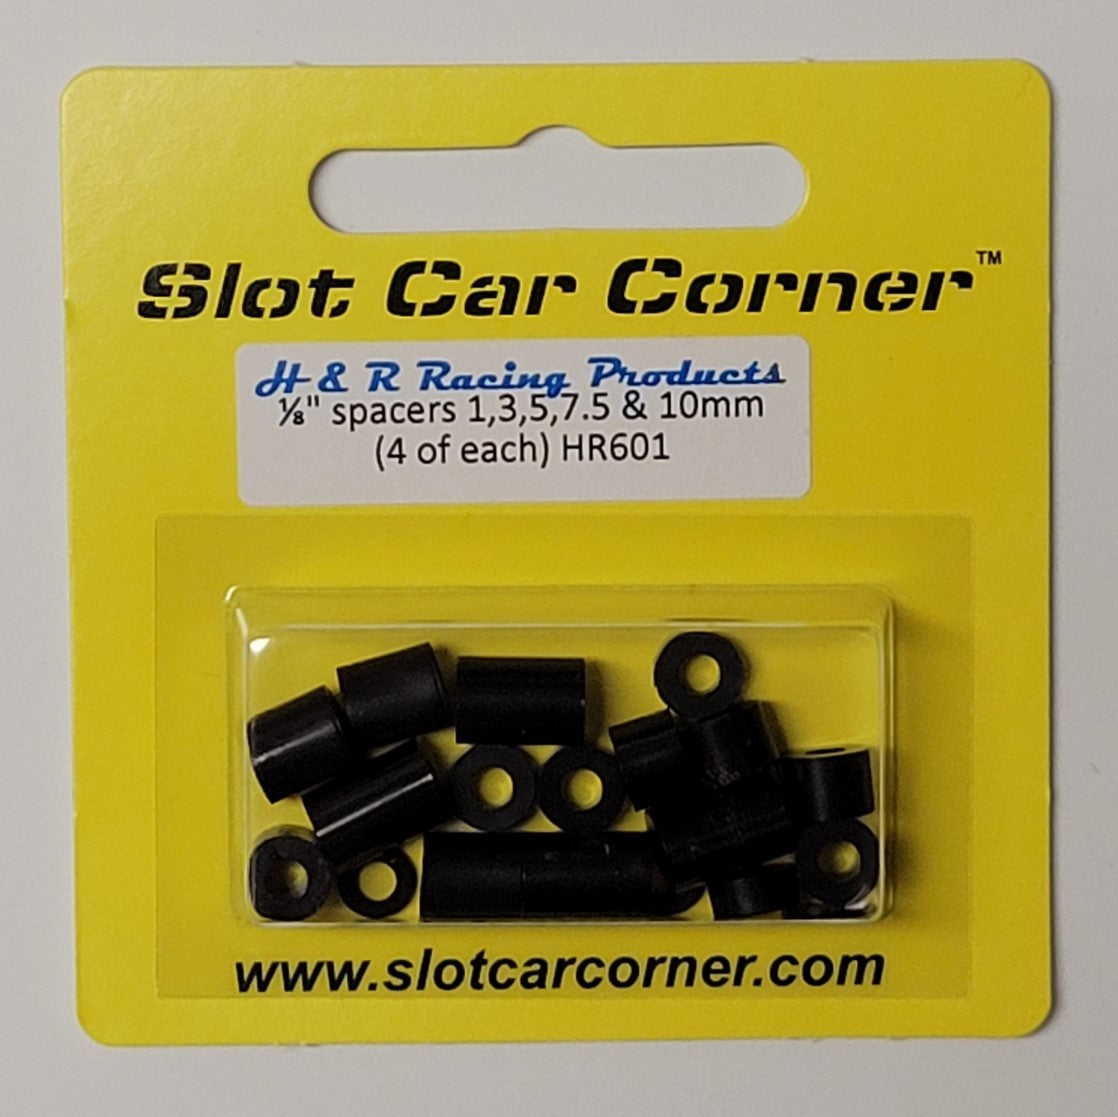 Slot Car Corner™
H & R Racing Products
⅛" spacers 1,3,5,7.5 & 10mm
(4 of each) HR601
www.slotcarcorner.com